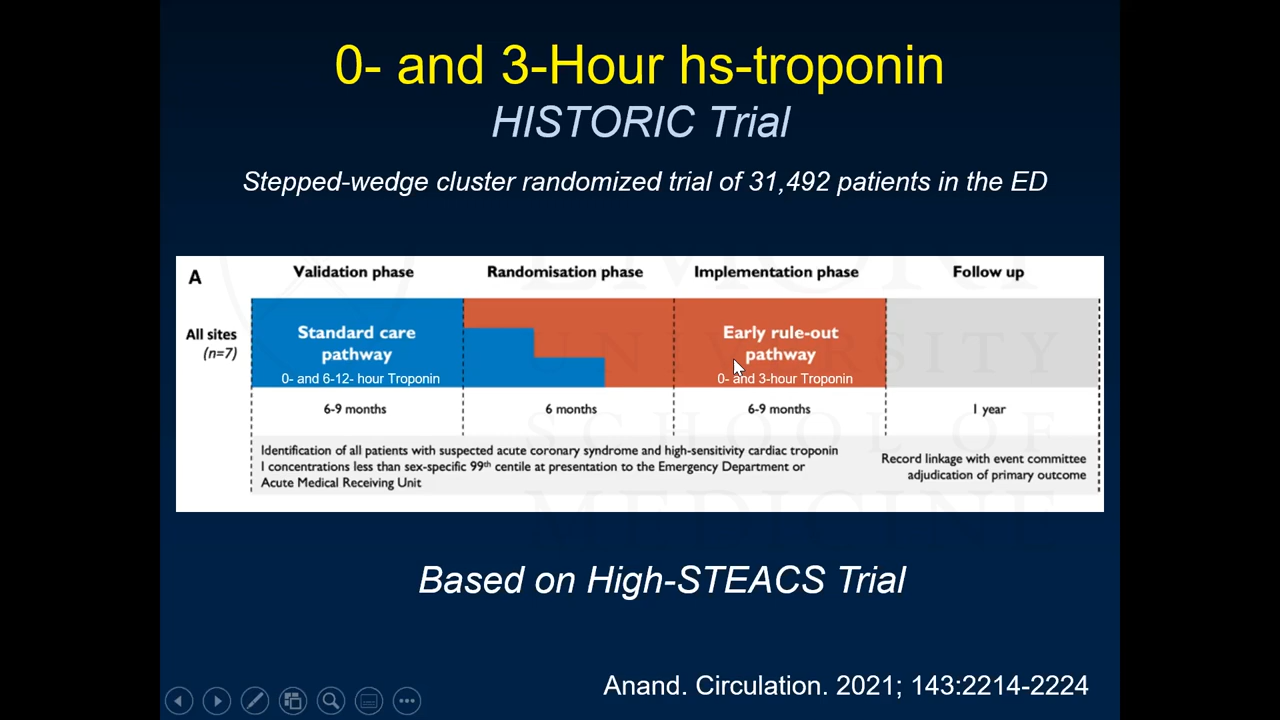 0- and 3-Hour hs-troponin
HISTORIC Trial
Stepped-wedge cluster randomized trial of 31,492 patients in the ED
A
Validation phase
Randomisation phase
Implementation phase
Follow up
All sites
(n=7)
Standard care
pathway
0- and 6-12- hour Troponin
Early rule-out
pathway
0- and 3-hour Troponin
6-9 months
6 months
6-9 months
1 year
Identification of all patients with suspected acute coronary syndrome and high-sensitivity cardiac troponin
I concentrations less than sex-specific 99th centile at presentation to the Emergency Department or
Acute Medical Receiving Unit
Record linkage with event committee
adjudication of primary outcome
EMORY
UNIVERSITY
SCHOOL OF
MEDICINE
Based on High-STEACS Trial
Anand. Circulation. 2021; 143:2214-2224